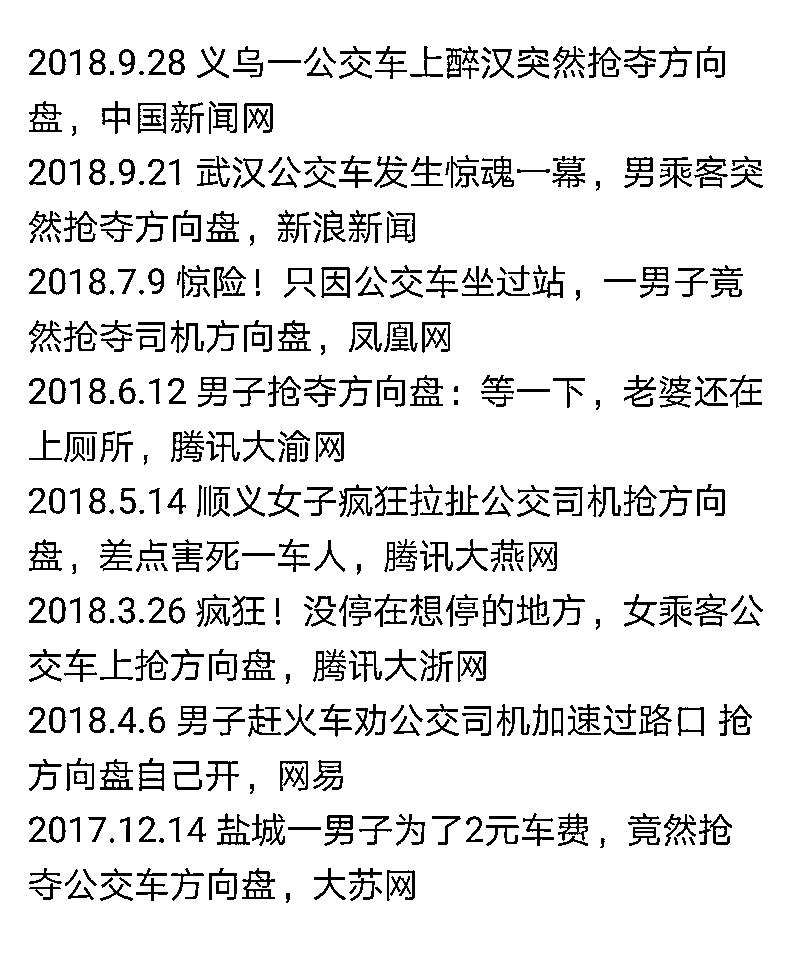 2018.9.28 义乌一公交车上醉汉突然抢夺方向
盘，中国新闻网
2018.9.21 武汉公交车发生惊魂一幕，男乘客突
然抢夺方向盘，新浪新闻
2018.7.9 惊险！只因公交车坐过站，一男子竟
然抢夺司机方向盘，凤凰网
2018.6.12 男子抢夺方向盘：等一下，老婆还在
上厕所，腾讯大渝网
2018.5.14 顺义女子疯狂拉扯公交司机抢方向
盘，差点害死一车人，腾讯大燕网
2018.3.26 疯狂！没停在想停的地方，女乘客公
交车上抢方向盘，腾讯大浙网
2018.4.6 男子赶火车劝公交司机加速过路口 抢
方向盘自己开，网易
2017.12.14 盐城一男子为了2元车费，竟然抢
夺公交车方向盘，大苏网